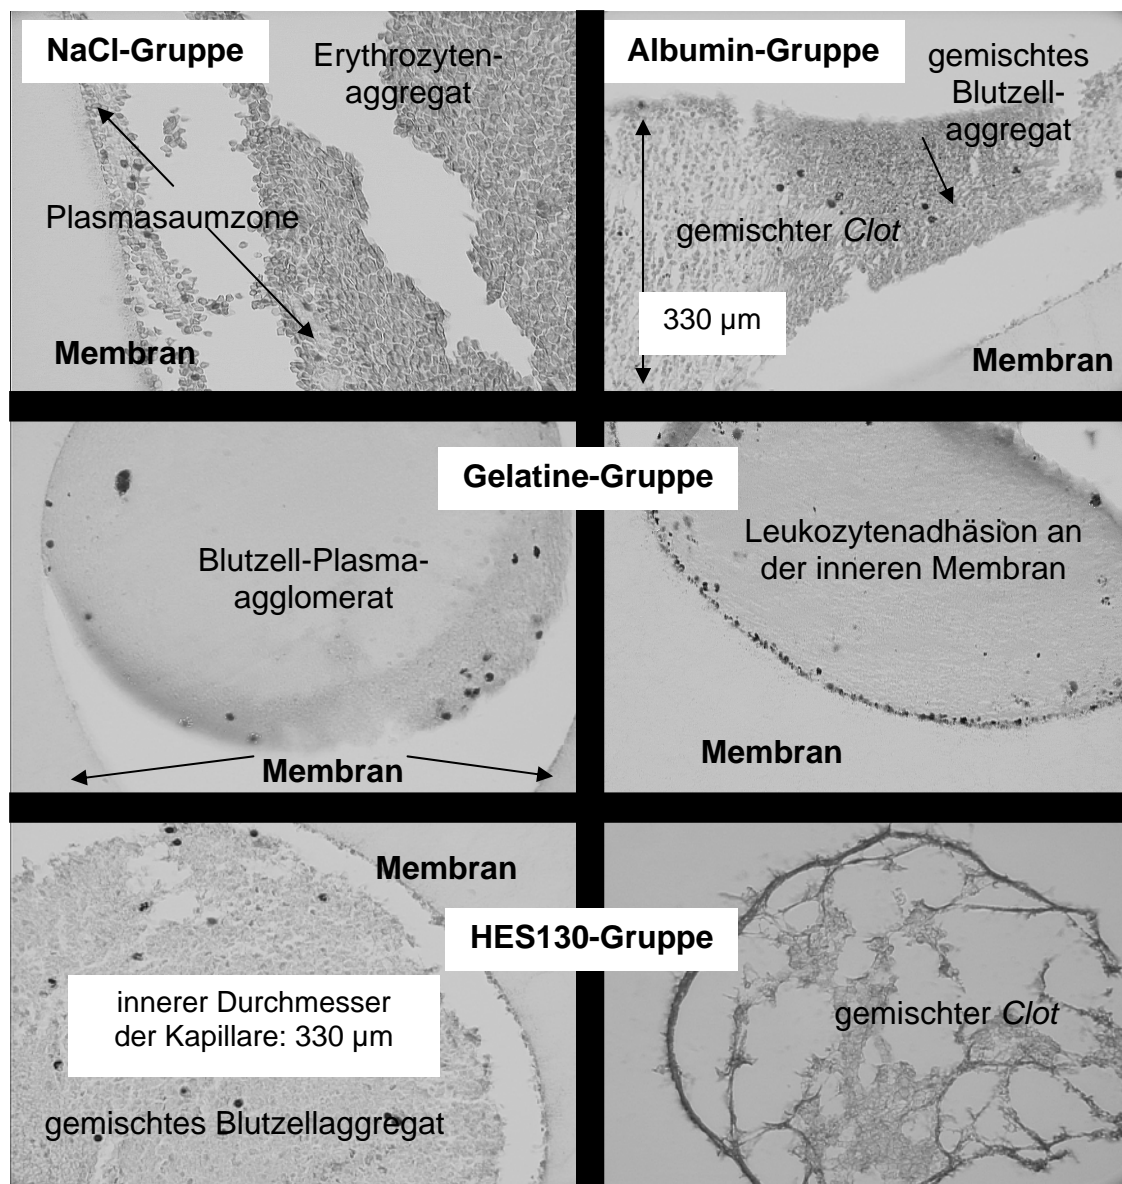 NaCl-Gruppe
Erythrozyten-
aggregat
Plasmasaumzone
Membran
Albumin-Gruppe
gemischtes
Blutzell-
aggregat
gemischter Clot
330 µm
Membran
Gelatine-Gruppe
Blutzell-Plasma-
agglomerat
Membran
Leukozytenadhäsion an
der inneren Membran
Membran
HES130-Gruppe
Membran
innerer Durchmesser
der Kapillare: 330 µm
gemischtes Blutzellaggregat
gemischter Clot